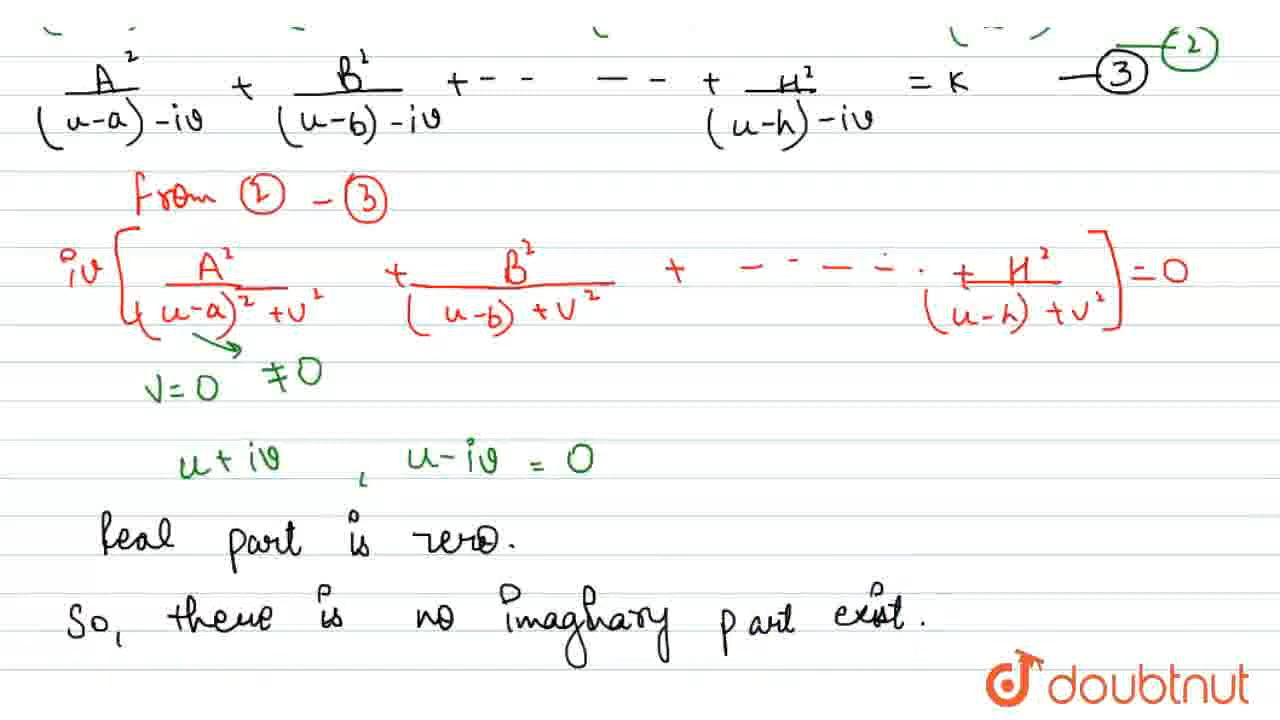 ②
A² / (u-a)-iv + B² / (u-b)-iv + -- -- + H² / (u-h)-iv = K — ③
from ② - ③
iv [ A² / (u-a)² + v² + B² / (u-b) + v² + ----- + H² / (u-h) + v² ] = 0
V = 0 ≠ 0
u + iv , u - iv = 0
Real part is zero.
So, there is no imaghary part exist.
doubtnut